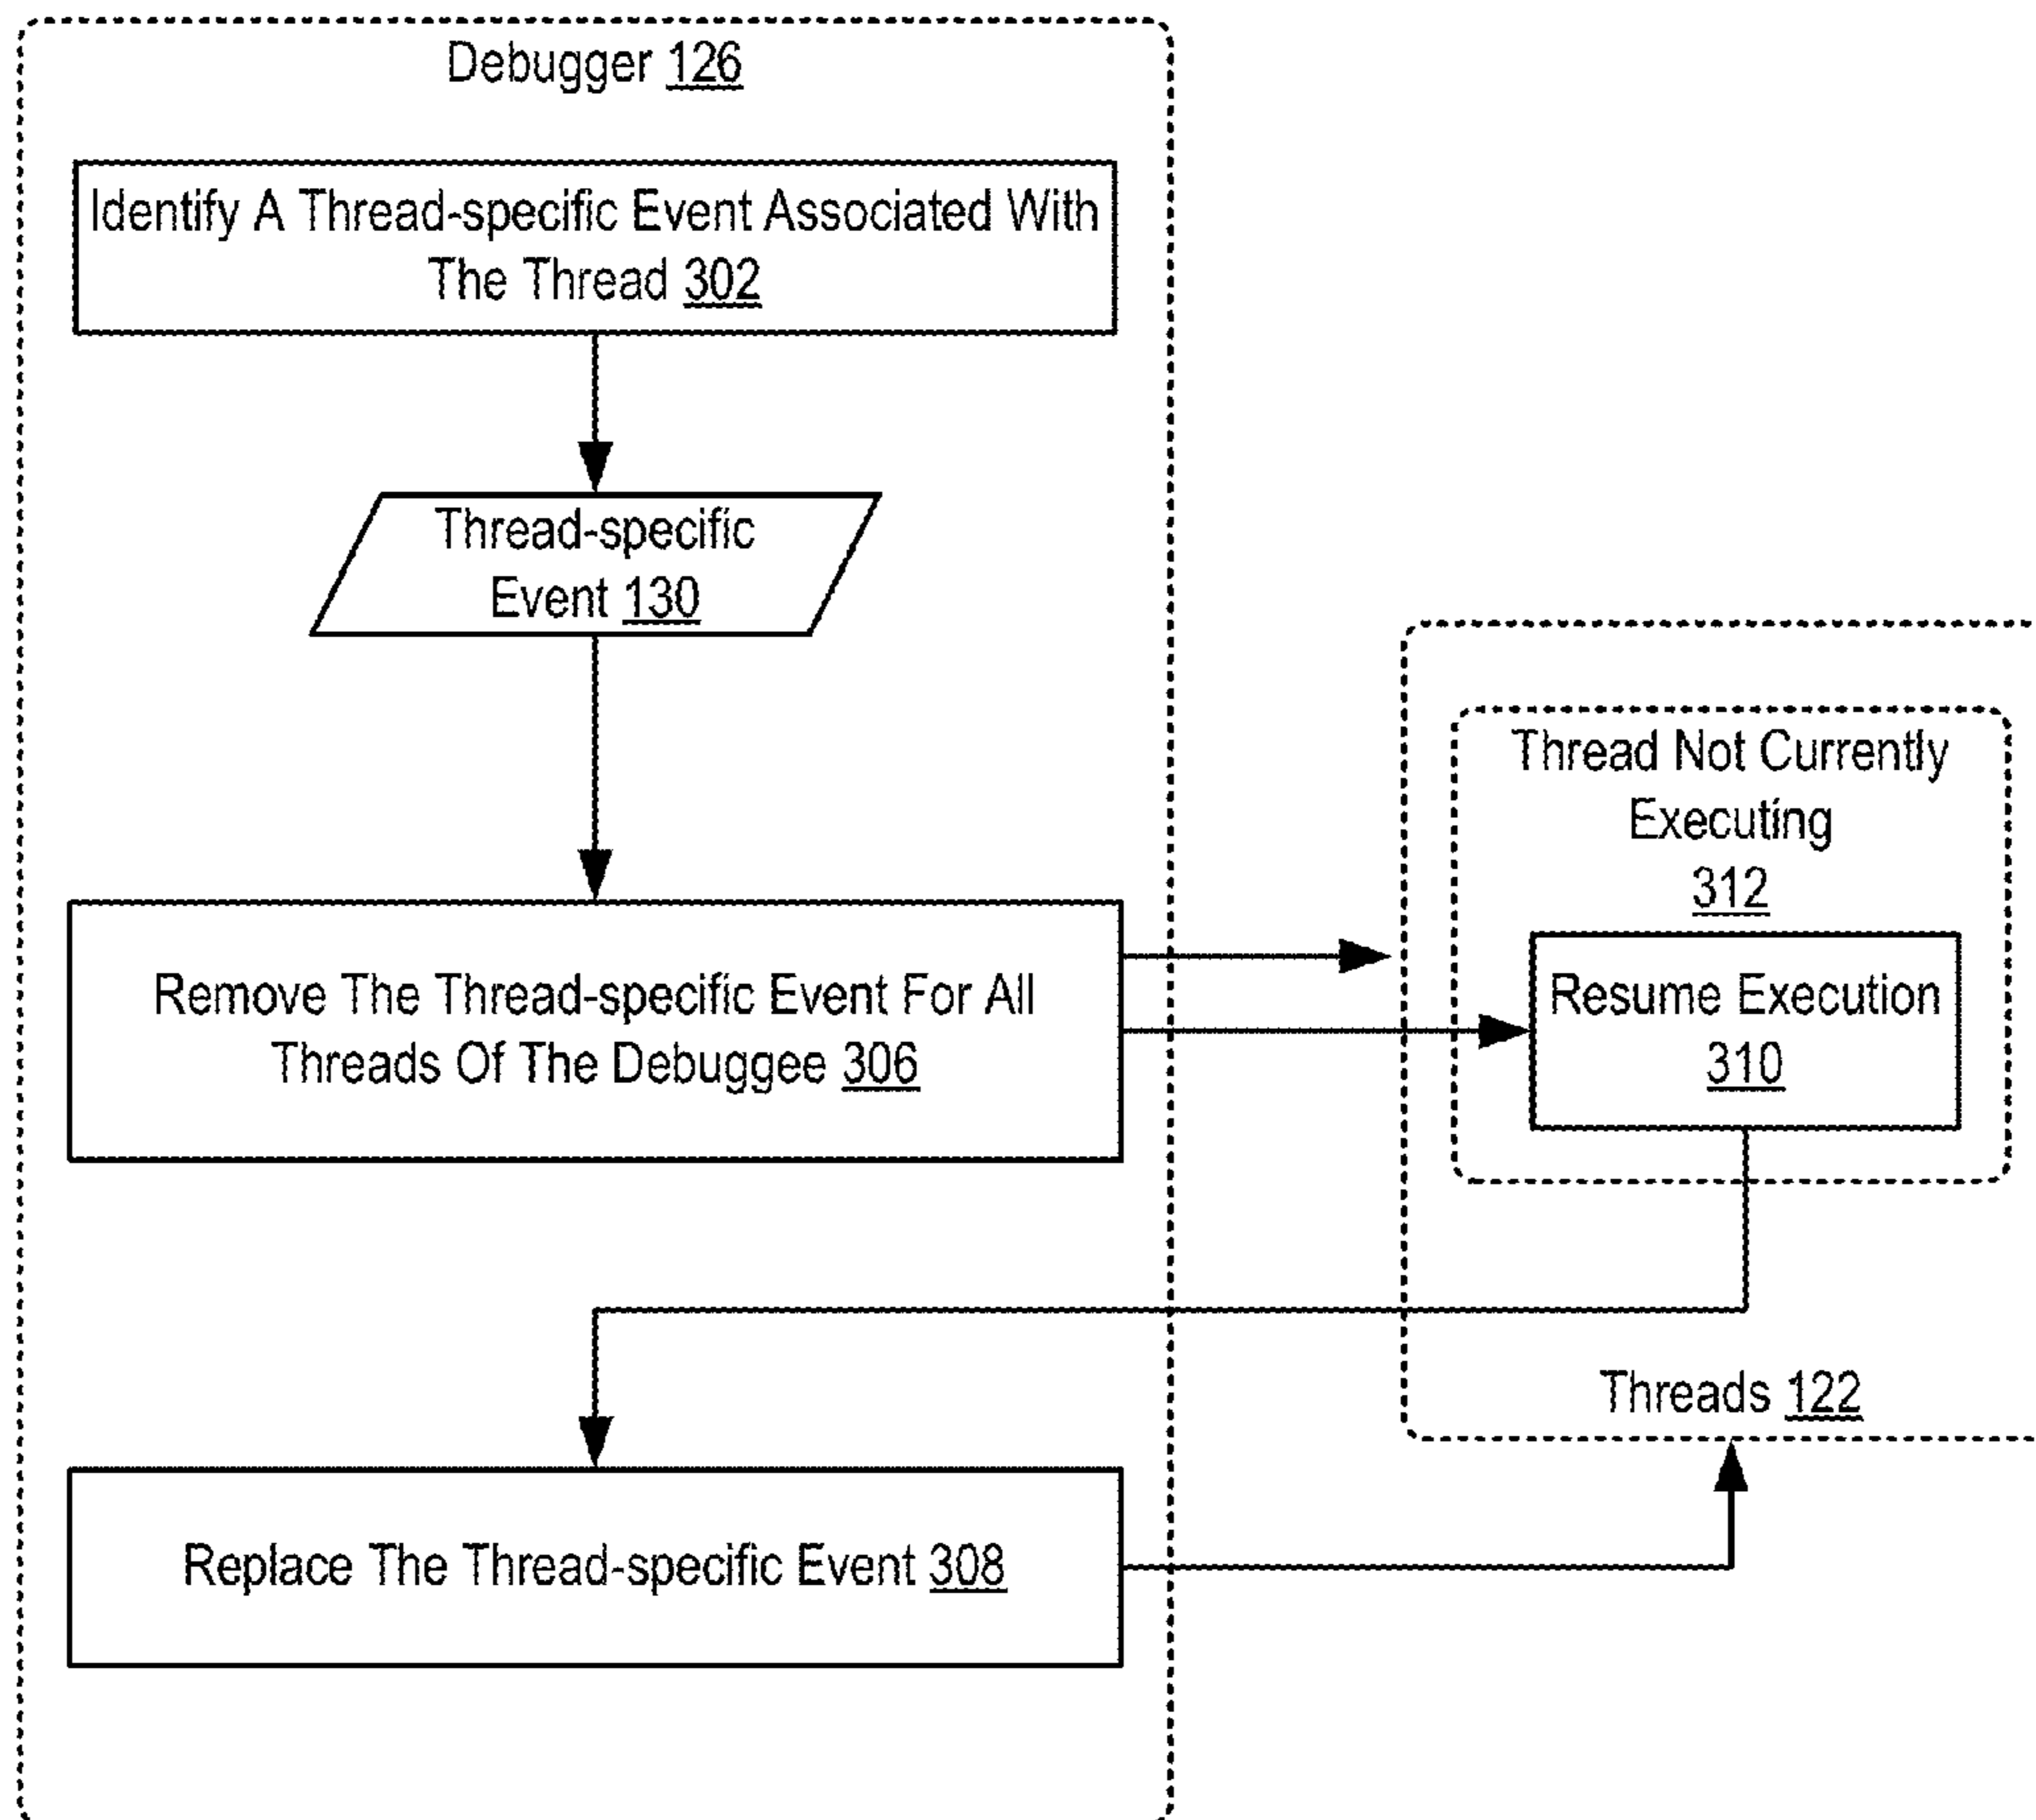 Debugger 126
Identify A Thread-specific Event Associated With
The Thread 302
Thread-specific
Event 130
Remove The Thread-specific Event For All
Threads Of The Debuggee 306
Thread Not Currently
Executing
312
Resume Execution
310
Threads 122
Replace The Thread-specific Event 308